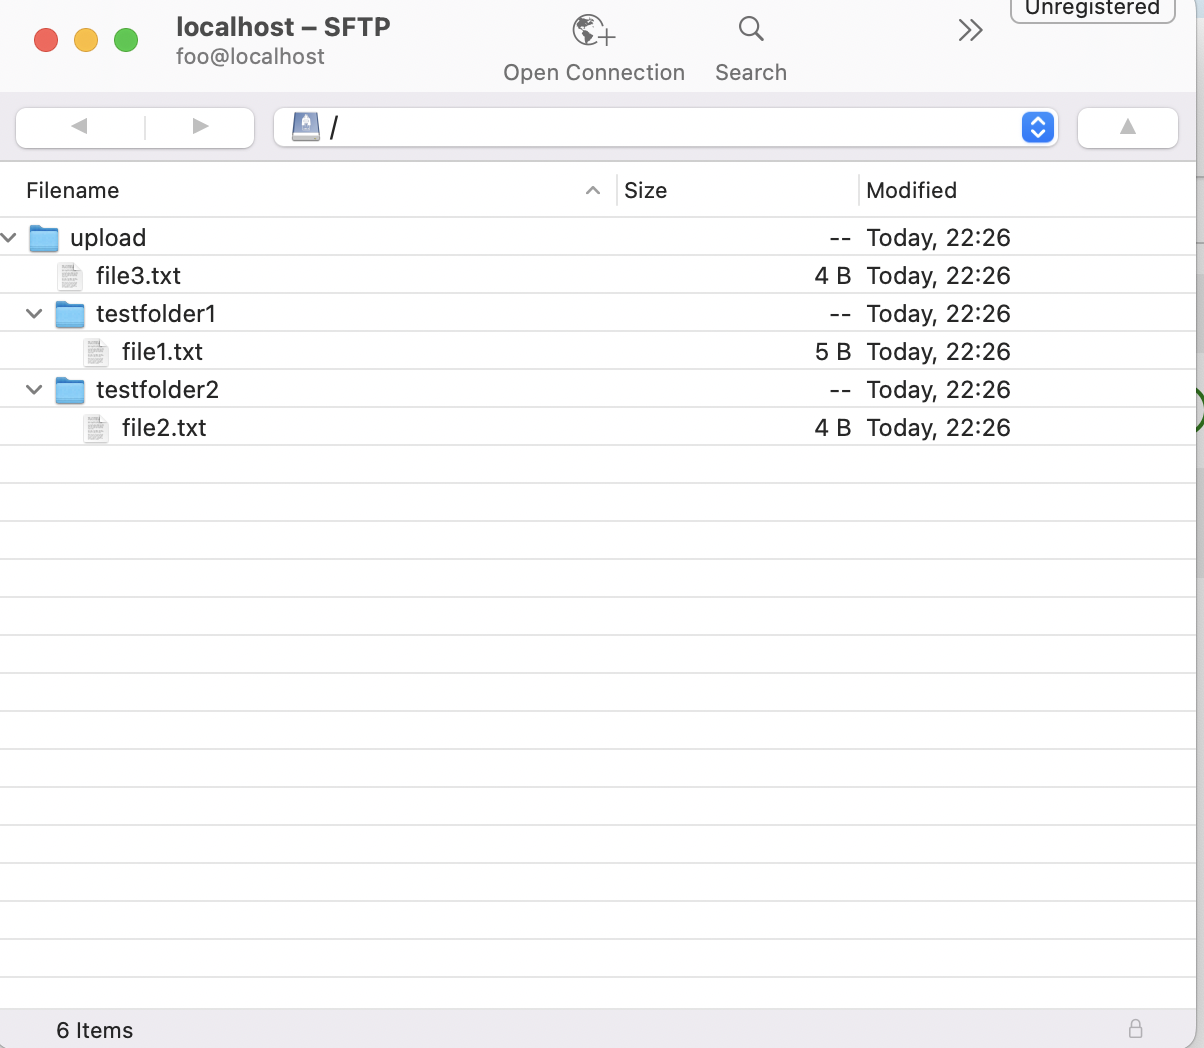 localhost – SFTP
foo@localhost
Open Connection
Search
Unregistered
/
Filename Size Modified
upload -- Today, 22:26
file3.txt 4 B Today, 22:26
testfolder1 -- Today, 22:26
file1.txt 5 B Today, 22:26
testfolder2 -- Today, 22:26
file2.txt 4 B Today, 22:26
6 Items